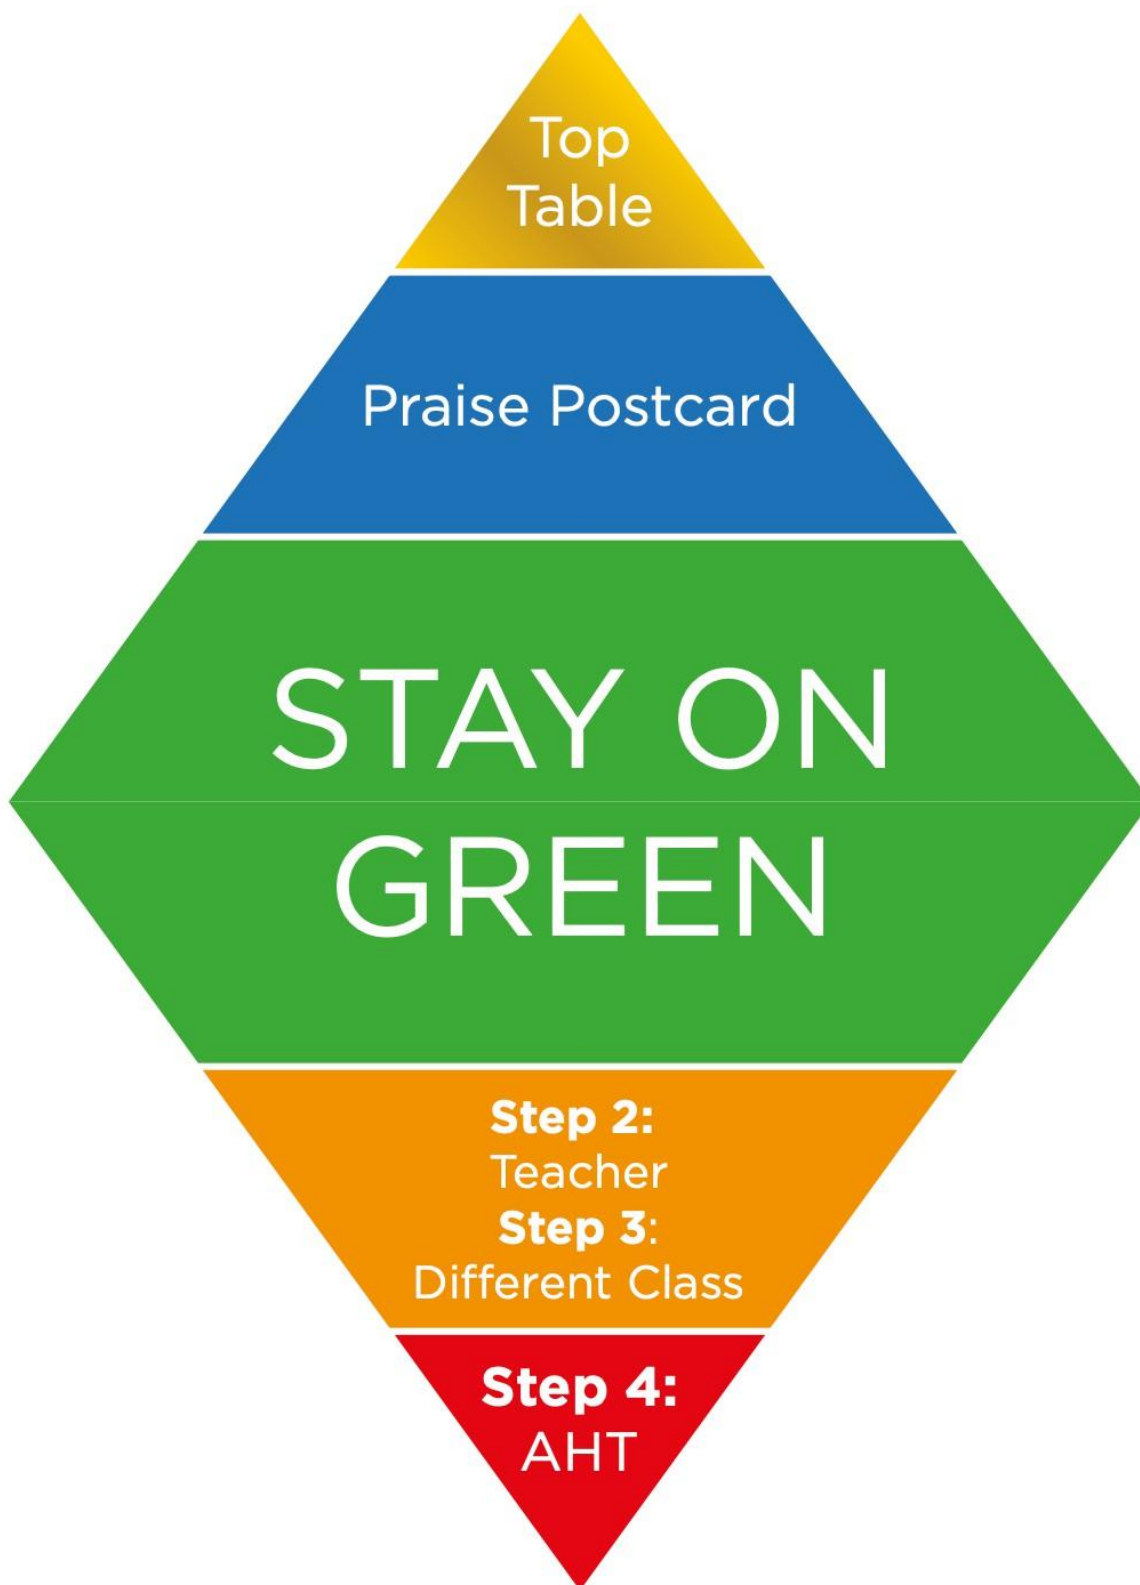 Top
Table
Praise Postcard
STAY ON
GREEN
Step 2:
Teacher
Step 3:
Different Class
Step 4:
AHT